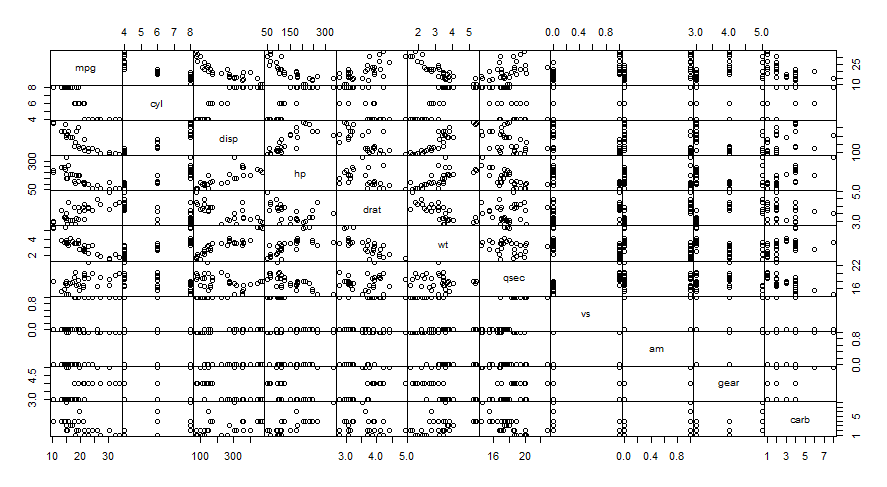 4 5 6 7 8 50 150 300 2 3 4 5 0.0 0.4 0.8 3.0 4.0 5.0
mpg 10 25
4 6 8 cyl
disp 100
50 300 hp
drat 3.0 5.0
2 4 wt
qsec 16 22
0.0 0.8 vs
am 0.0 0.8
3.0 4.5 gear
carb 1 5
10 20 30 100 300 3.0 4.0 5.0 16 20 0.0 0.4 0.8 1 3 5 7